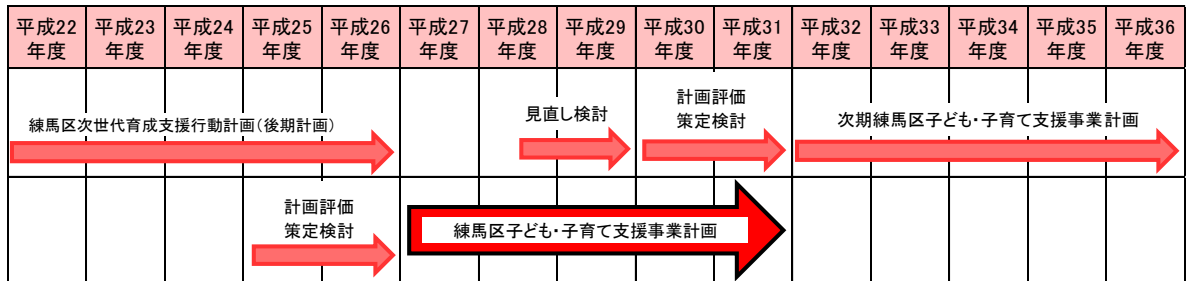 平成22 平成23 平成24 平成25 平成26 平成27 平成28 平成29 平成30 平成31 平成32 平成33 平成34 平成35 平成36
年度 年度 年度 年度 年度 年度 年度 年度 年度 年度 年度 年度 年度 年度 年度
練馬区次世代育成支援行動計画(後期計画)
見直し検討
計画評価
策定検討
次期練馬区子ども・子育て支援事業計画
計画評価
策定検討
練馬区子ども・子育て支援事業計画